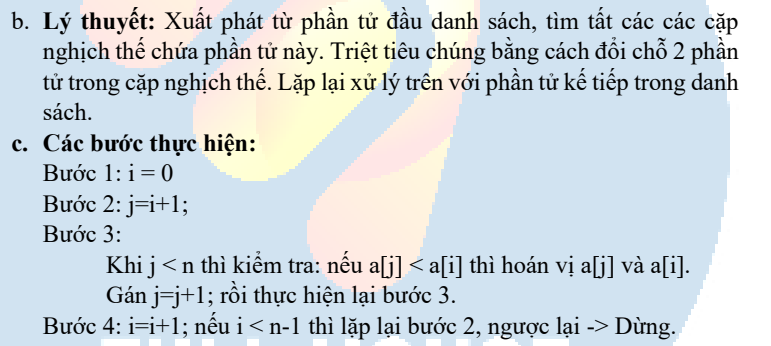 b. Lý thuyết: Xuất phát từ phần tử đầu danh sách, tìm tất các các cặp
nghịch thế chứa phần tử này. Triệt tiêu chúng bằng cách đổi chỗ 2 phần
tử trong cặp nghịch thế. Lặp lại xử lý trên với phần tử kế tiếp trong danh
sách.
c. Các bước thực hiện:
Bước 1: i = 0
Bước 2: j=i+1;
Bước 3:
Khi j < n thì kiểm tra: nếu a[j] < a[i] thì hoán vị a[j] và a[i].
Gán j=j+1; rồi thực hiện lại bước 3.
Bước 4: i=i+1; nếu i < n-1 thì lặp lại bước 2, ngược lại -> Dừng.